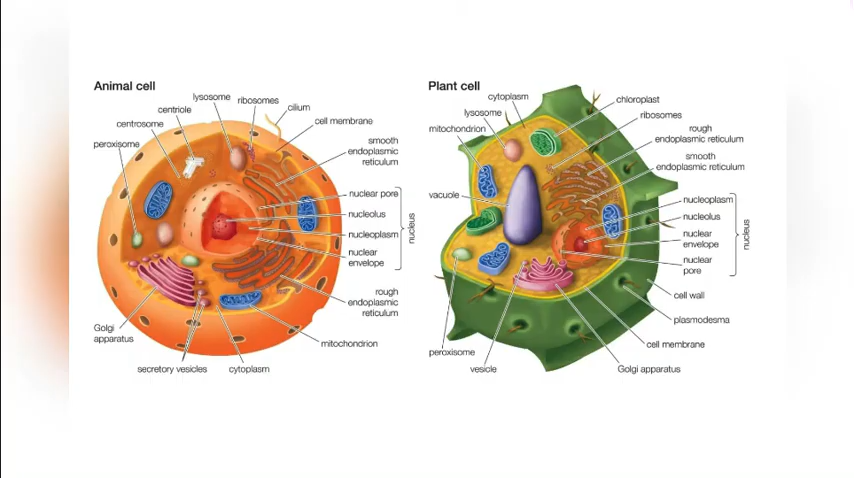 Animal cell
lysosome
ribosomes
cilium
centriole
cell membrane
centrosome
peroxisome
smooth
endoplasmic
reticulum
nuclear pore
nucleolus
nucleoplasm
nuclear
envelope
nucleus
rough
endoplasmic
reticulum
Golgi
apparatus
mitochondrion
secretory vesicles
cytoplasm
Plant cell
cytoplasm
chloroplast
lysosome
ribosomes
mitochondrion
rough
endoplasmic reticulum
smooth
endoplasmic reticulum
vacuole
nucleoplasm
nucleolus
nuclear
envelope
nuclear
pore
nucleus
cell wall
plasmodesma
cell membrane
peroxisome
vesicle
Golgi apparatus